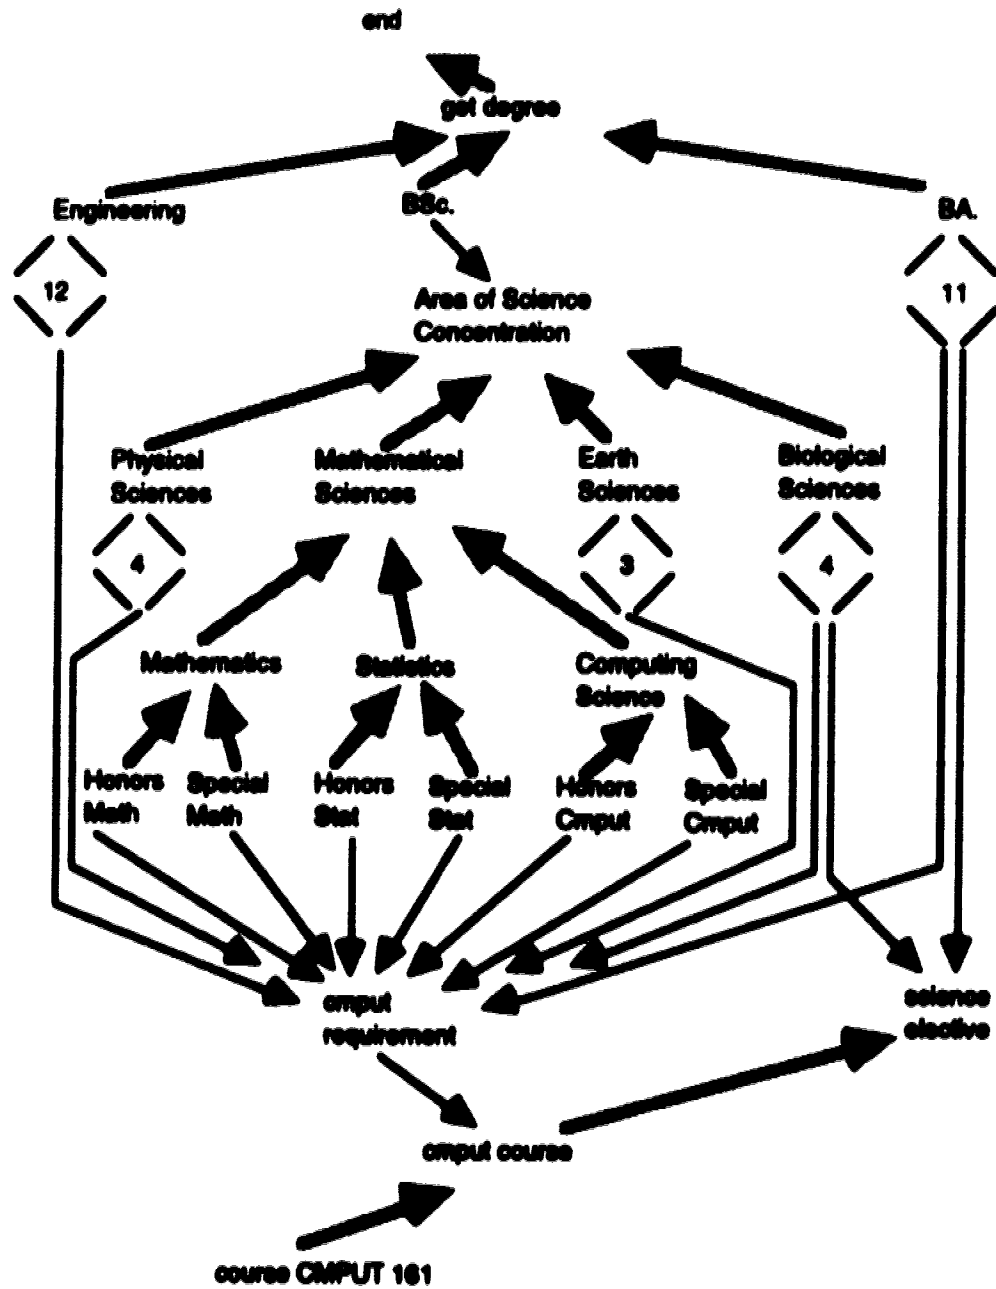 end
get degree
Engineering
BSc.
BA.
12
11
Area of Science
Concentration
Physical
Sciences
Mathematical
Sciences
Earth
Sciences
Biological
Sciences
4
3
4
Mathematics
Statistics
Computing
Science
Honors
Math
Special
Math
Honors
Stat
Special
Stat
Honors
Cmput
Special
Cmput
cmput
requirement
science
elective
cmput course
course CMPUT 161